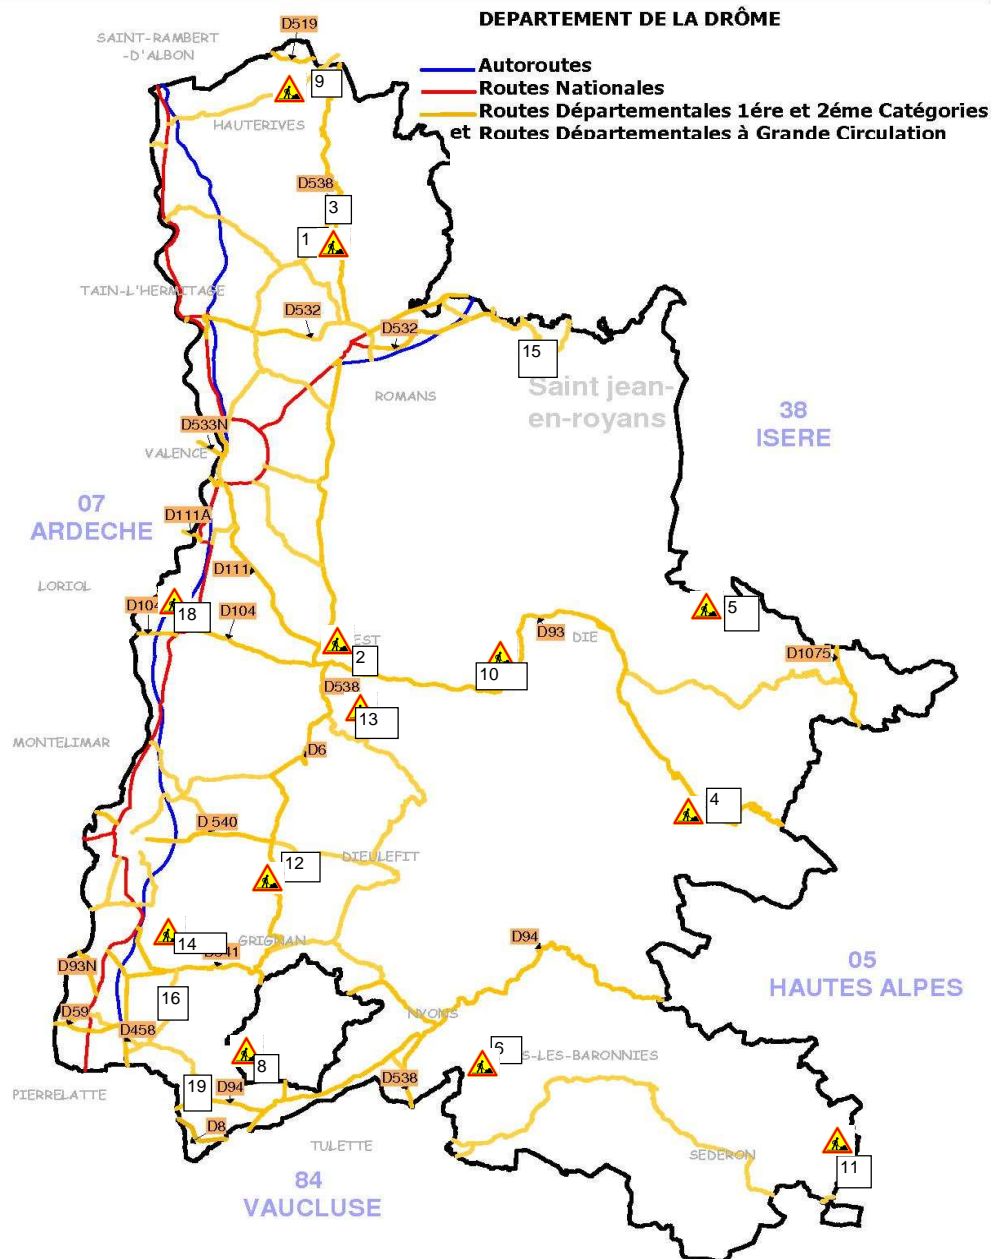 DEPARTEMENT DE LA DRÔME
D519
SAINT-RAMBERT
-D'ALBON
Autoroutes
9
Routes Nationales
Routes Départementales 1ére et 2éme Catégories
HAUTERIVES
et Routes Départementales à Grande Circulation
D538
3
1
TAIN-L'HERMITAGE
D532
D532
15
Saint jean-
en-royans
ROMANS
38
ISERE
D533N
VALENCE
07
ARDECHE
D111A
D111
LORIOL
D104
18
D104
5
D93
DIE
EST
2
D1075
10
D538
13
MONTELIMAR
D6
4
D 540
DIEULEFIT
12
14
GRIGNAN
D94
D93N
05
HAUTES ALPES
16
D59
NYONS
D458
6
S-LES-BARONNIES
8
19
D94
D538
PIERRELATTE
D8
TULETTE
SEDERON
11
84
VAUCLUSE